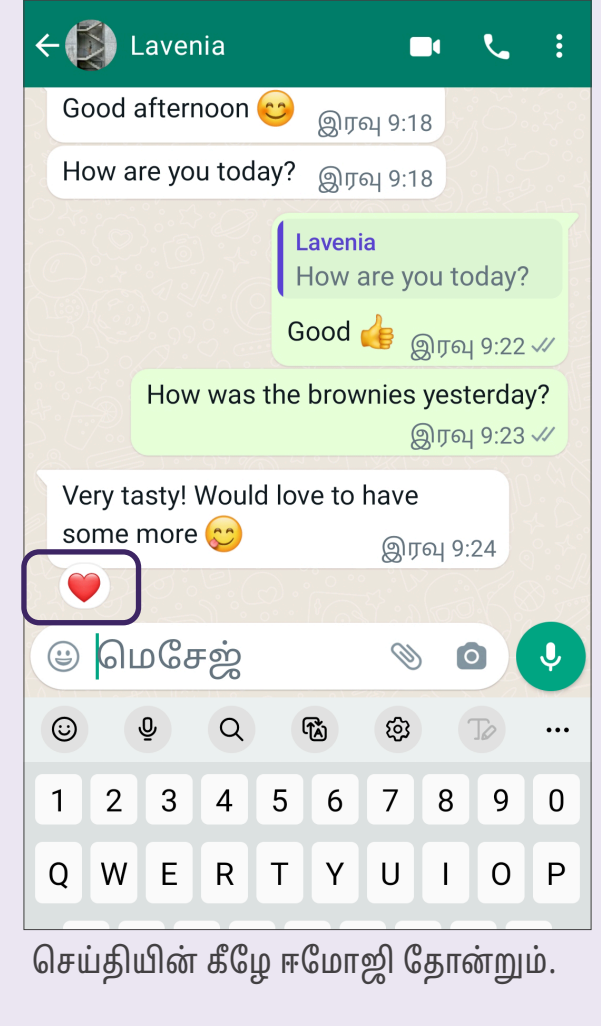 Lavenia
Good afternoon 😊 இரவு 9:18
How are you today? இரவு 9:18
Lavenia
How are you today?
Good 👍 இரவு 9:22
How was the brownies yesterday?
இரவு 9:23
Very tasty! Would love to have
some more 😋 இரவு 9:24
❤️
மெசேஜ்
1 2 3 4 5 6 7 8 9 0
Q W E R T Y U I O P
செய்தியின் கீழே ஈமோஜி தோன்றும்.